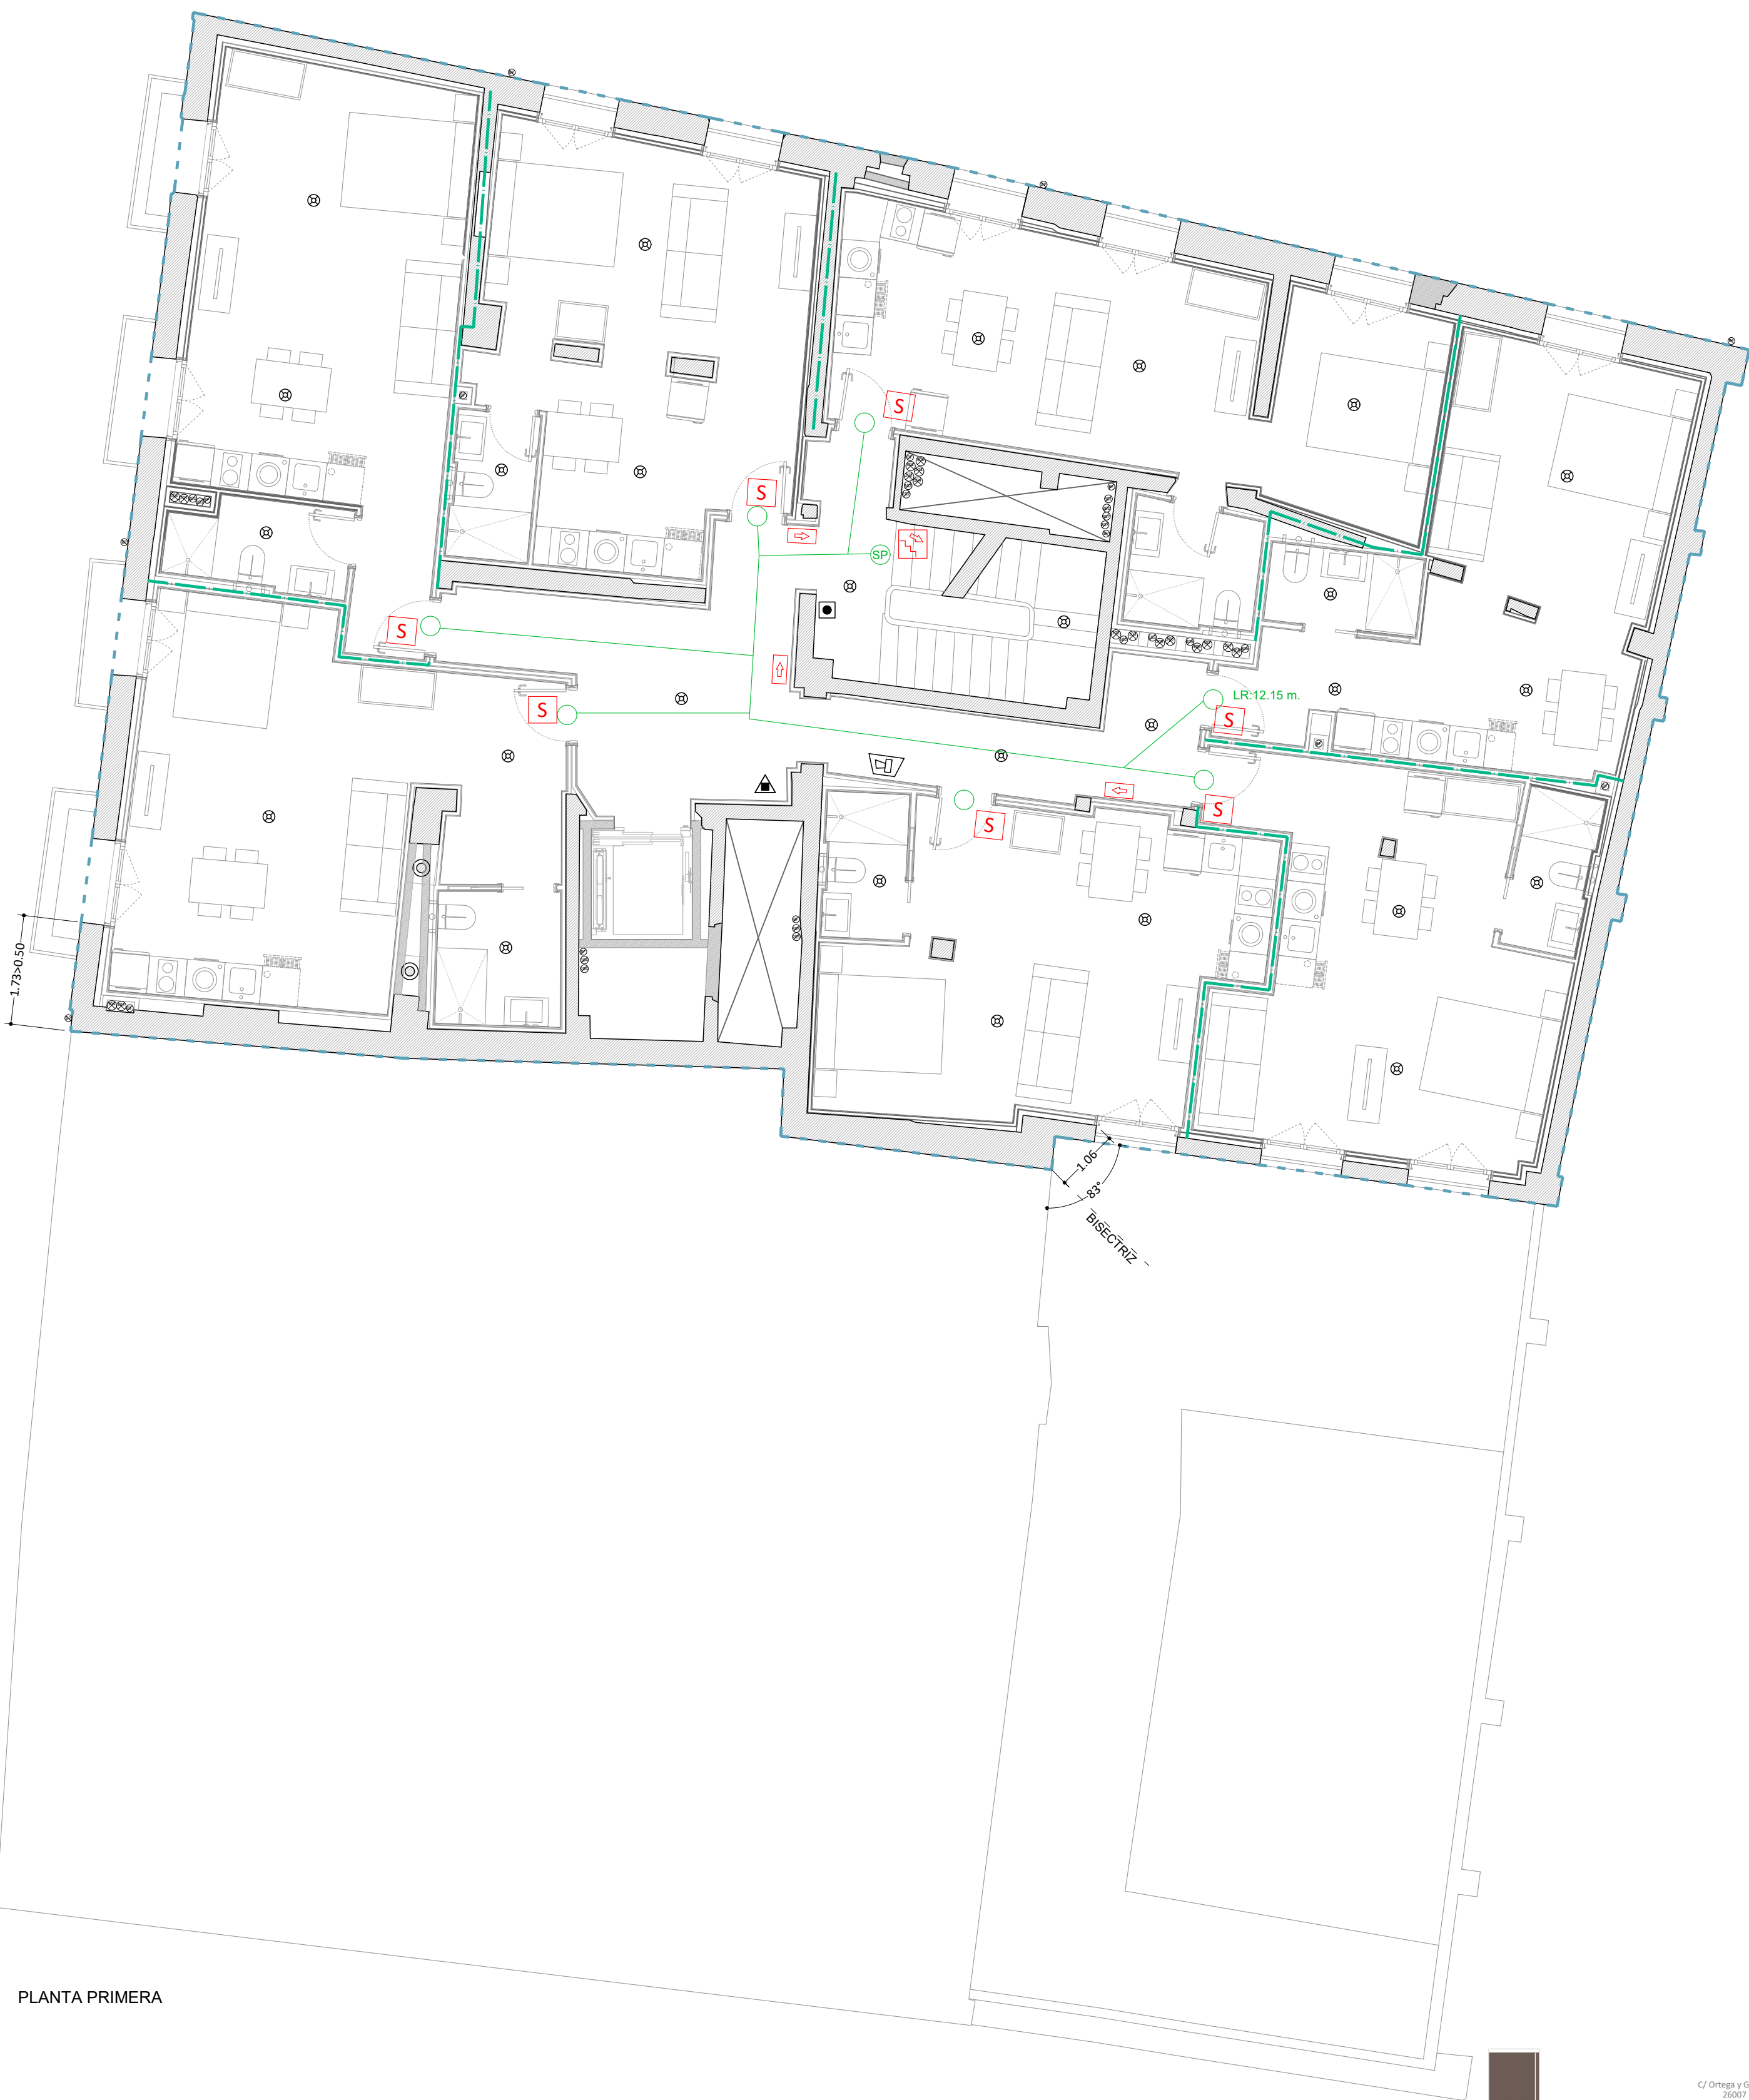 S
S
SP
S
S
LR:12.15 m.
S
S
S
1.73>0.50
1.06
83°
BISECTRIZ
PLANTA PRIMERA
C/ Ortega y G
26007